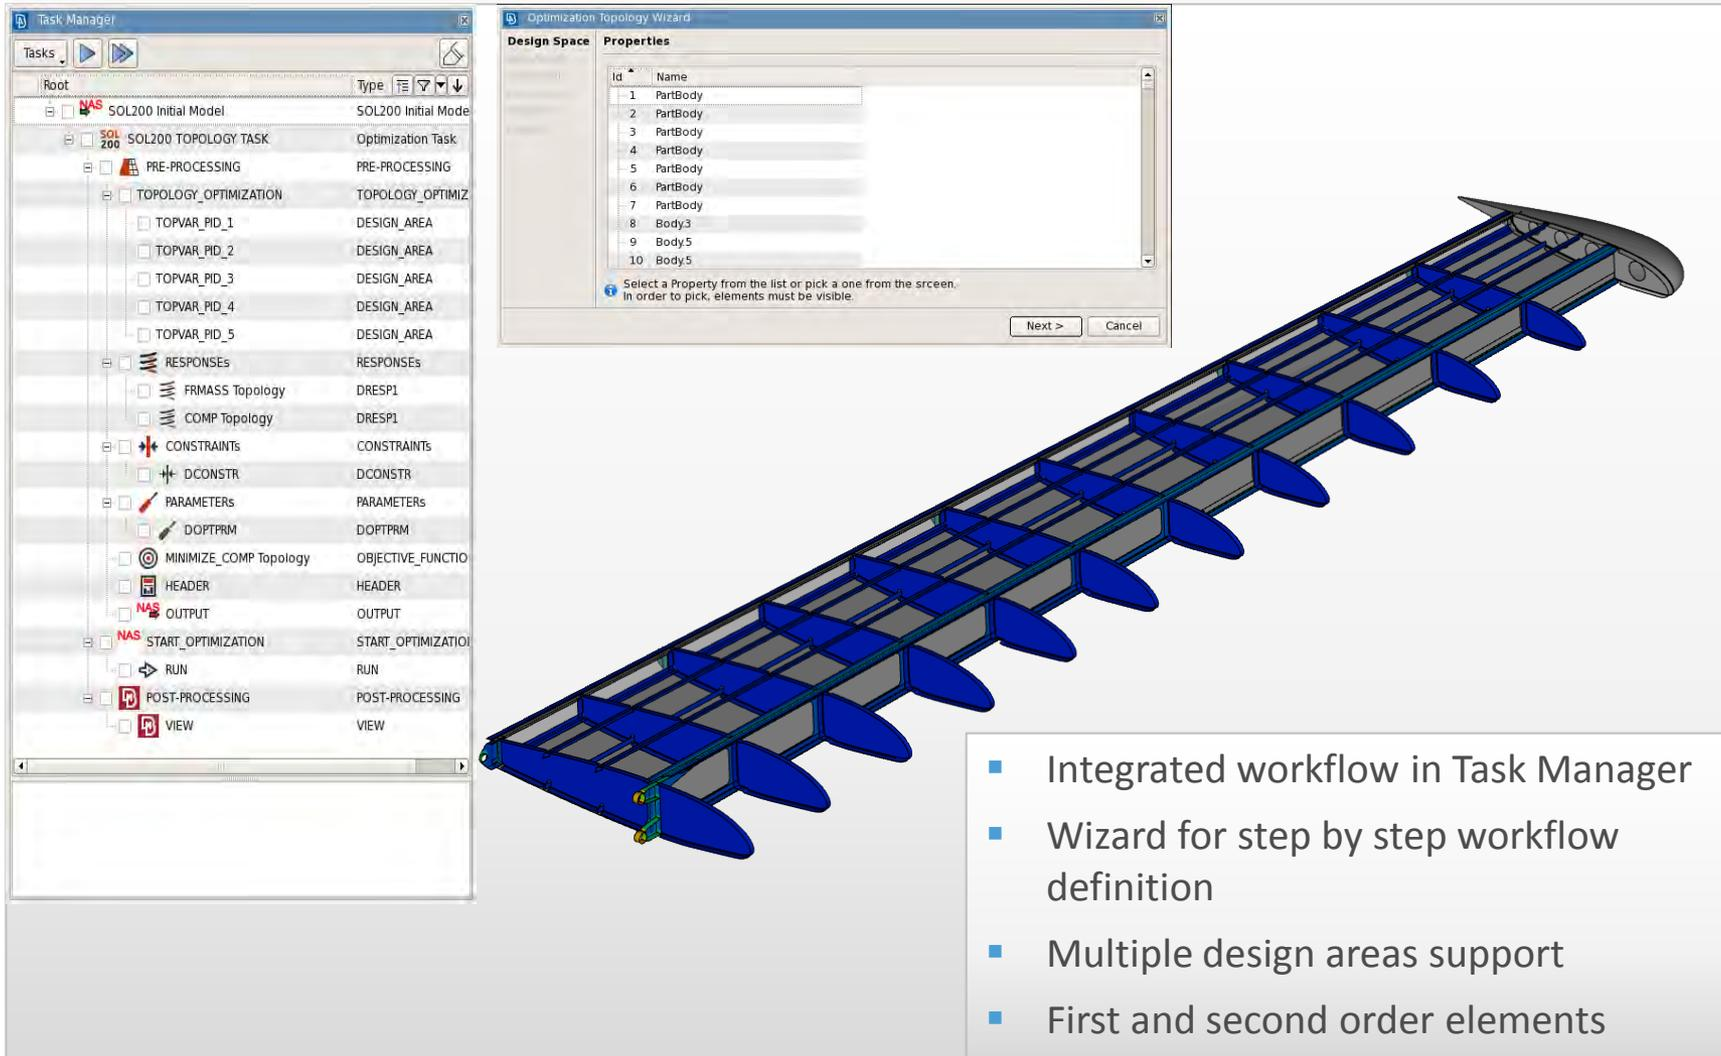 Task Manager
Tasks
Root Type
NAS SOL200 Initial Model SOL200 Initial Mode
SOL 200 SOL200 TOPOLOGY TASK Optimization Task
PRE-PROCESSING PRE-PROCESSING
TOPOLOGY_OPTIMIZATION TOPOLOGY_OPTIMIZ
TOPVAR_PID_1 DESIGN_AREA
TOPVAR_PID_2 DESIGN_AREA
TOPVAR_PID_3 DESIGN_AREA
TOPVAR_PID_4 DESIGN_AREA
TOPVAR_PID_5 DESIGN_AREA
RESPONSEs RESPONSEs
FRMASS Topology DRESP1
COMP Topology DRESP1
CONSTRAINTs CONSTRAINTs
DCONSTR DCONSTR
PARAMETERs PARAMETERs
DOPTPRM DOPTPRM
MINIMIZE_COMP Topology OBJECTIVE_FUNCTIO
HEADER HEADER
NAS OUTPUT OUTPUT
NAS START_OPTIMIZATION START_OPTIMIZATIO
RUN RUN
POST-PROCESSING POST-PROCESSING
VIEW VIEW
Optimization Topology Wizard
Design Space Properties
Id Name
1 PartBody
2 PartBody
3 PartBody
4 PartBody
5 PartBody
6 PartBody
7 PartBody
8 Body.3
9 Body.5
10 Body.5
Select a Property from the list or pick a one from the srceen.
In order to pick, elements must be visible.
Next > Cancel
Integrated workflow in Task Manager
Wizard for step by step workflow
definition
Multiple design areas support
First and second order elements